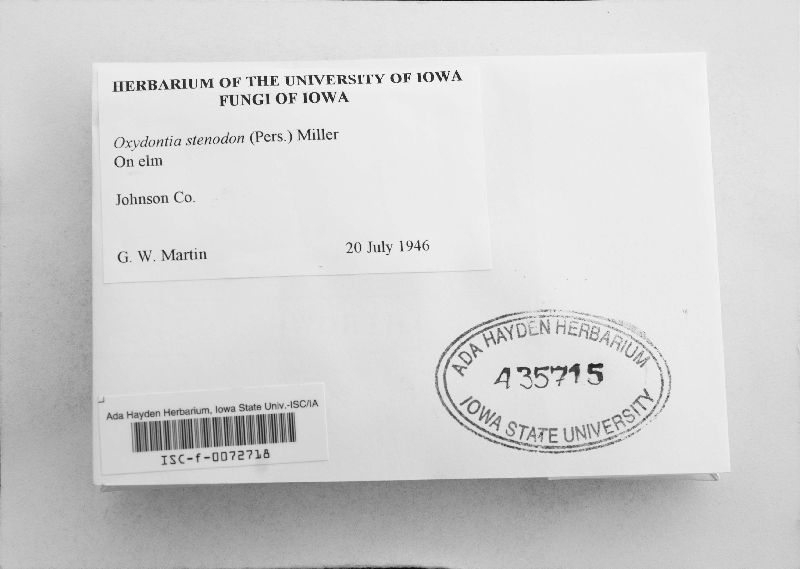 HERBARIUM OF THE UNIVERSITY OF IOWA
FUNGI OF IOWA
Oxydontia stenodon (Pers.) Miller
On elm
Johnson Co.
G. W. Martin 20 July 1946
ADA HAYDEN HERBARIUM
A35715
IOWA STATE UNIVERSITY
Ada Hayden Herbarium, Iowa State Univ.-ISC/IA
ISC-f-0072718